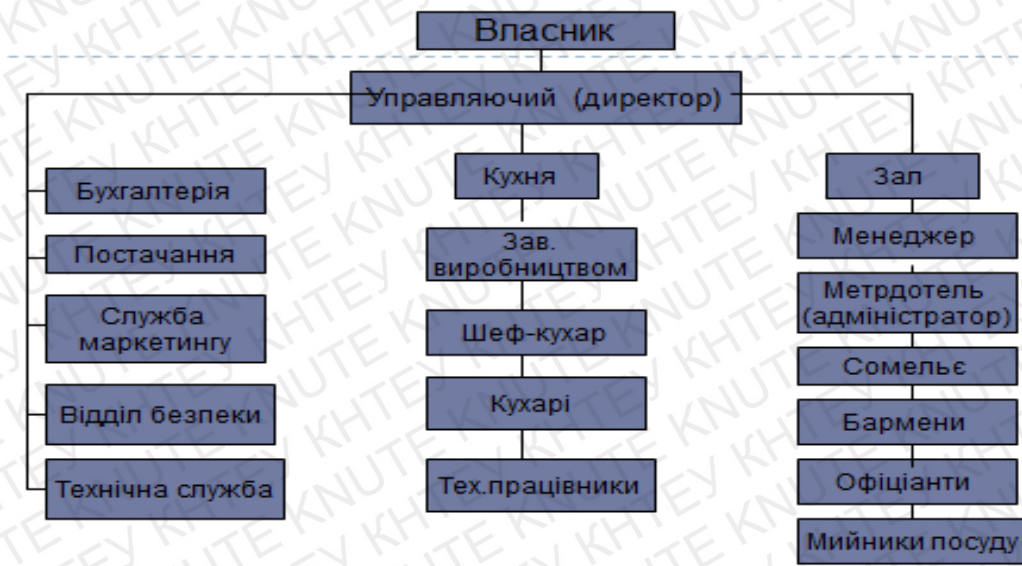 Власник
Управляючий (директор)
Бухгалтерія
Постачання
Служба
маркетингу
Відділ безпеки
Технічна служба
Кухня
Зав.
виробництвом
Шеф-кухар
Кухарі
Тех.працівники
Зал
Менеджер
Метрдотель
(адміністратор)
Сомельє
Бармени
Офіціанти
Мийники посуду